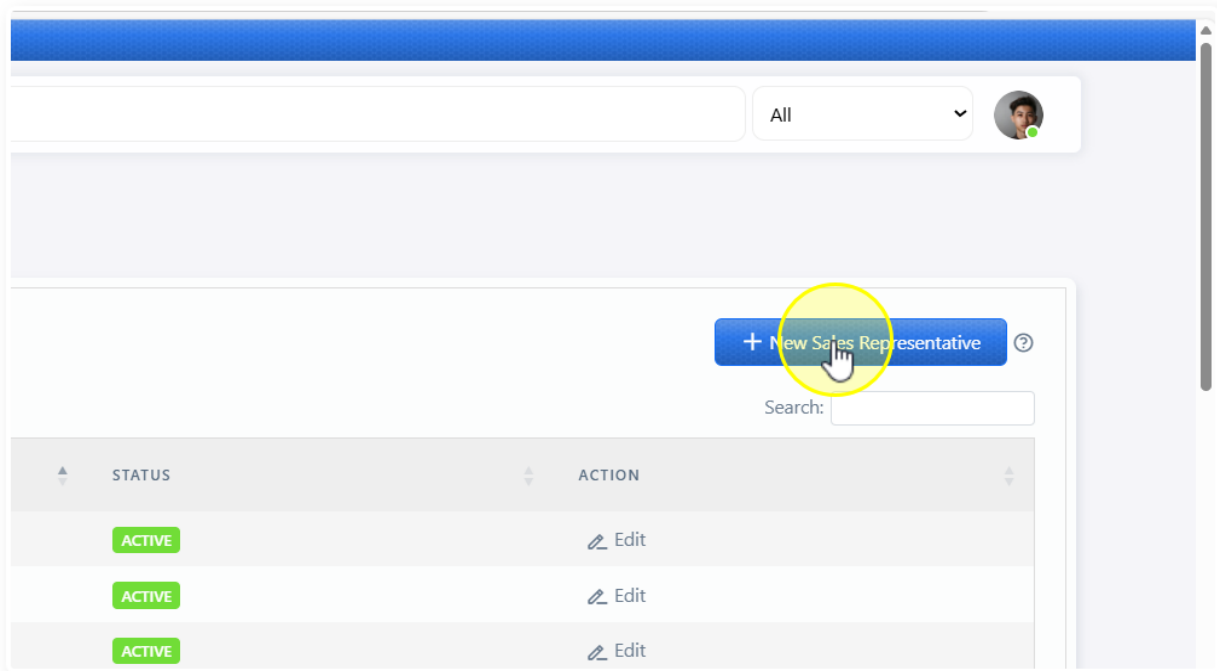 All
+ New Sales Representative
Search:
STATUS ACTION
ACTIVE Edit
ACTIVE Edit
ACTIVE Edit